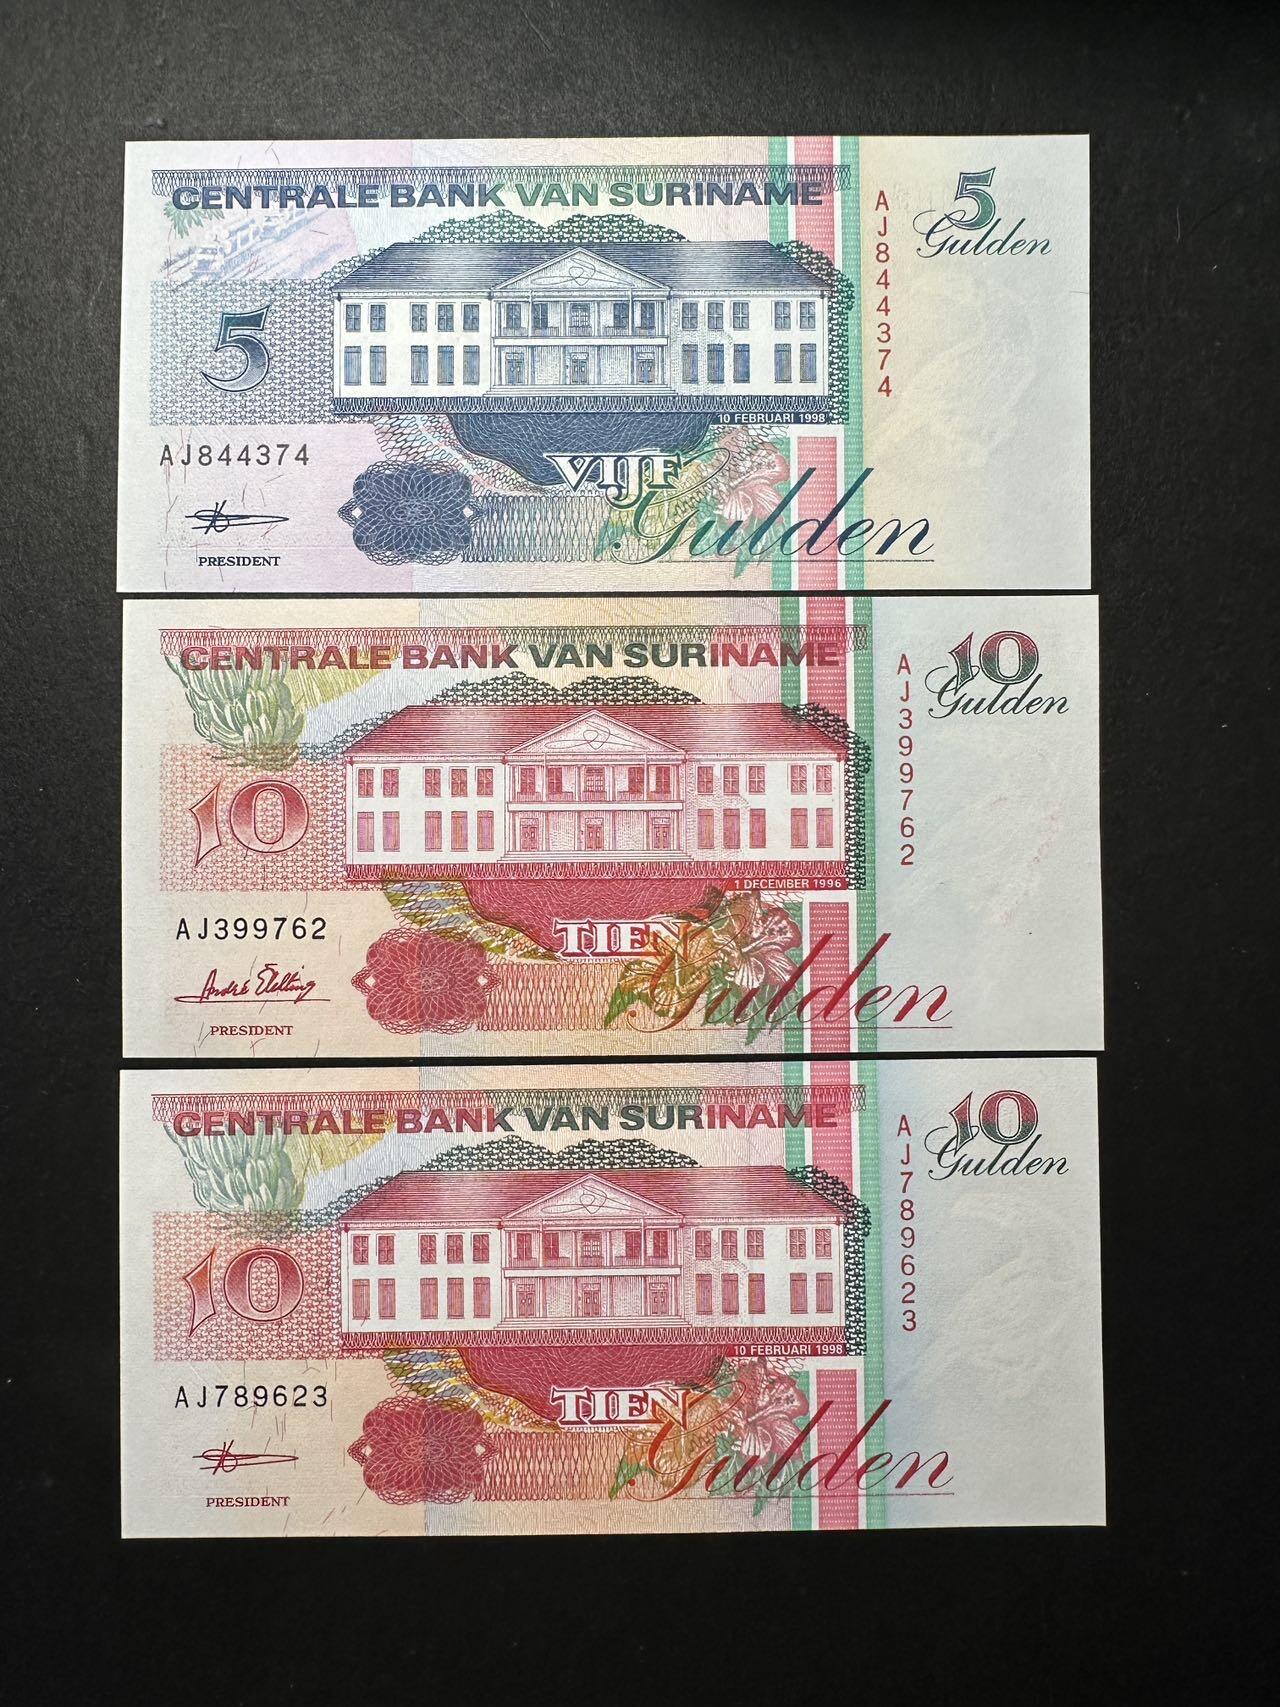 CENTRALE BANK VAN SURINAME
5
Gulden
AJ844374
5
10 FEBRUARI 1998
AJ844374
VIJF
Gulden
PRESIDENT
CENTRALE BANK VAN SURINAME
10
Gulden
AJ399762
10
1 DECEMBER 1996
AJ399762
TIEN
Gulden
André Telting
PRESIDENT
CENTRALE BANK VAN SURINAME
10
Gulden
AJ789623
10
10 FEBRUARI 1998
AJ789623
TIEN
Gulden
PRESIDENT